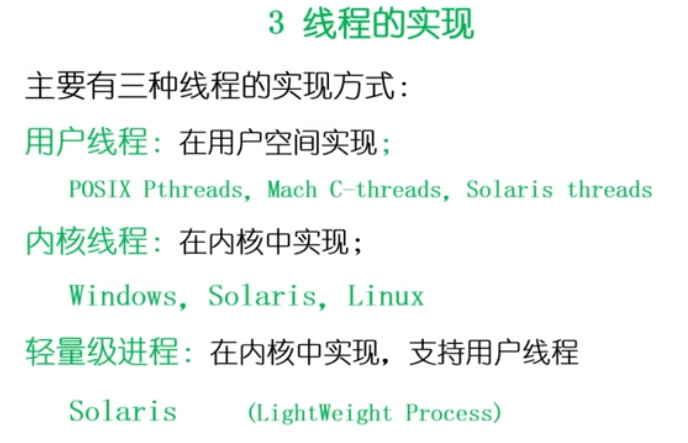 3 线程的实现
主要有三种线程的实现方式:
用户线程: 在用户空间实现;
POSIX Pthreads, Mach C-threads, Solaris threads
内核线程: 在内核中实现;
Windows, Solaris, Linux
轻量级进程: 在内核中实现，支持用户线程
Solaris (LightWeight Process)